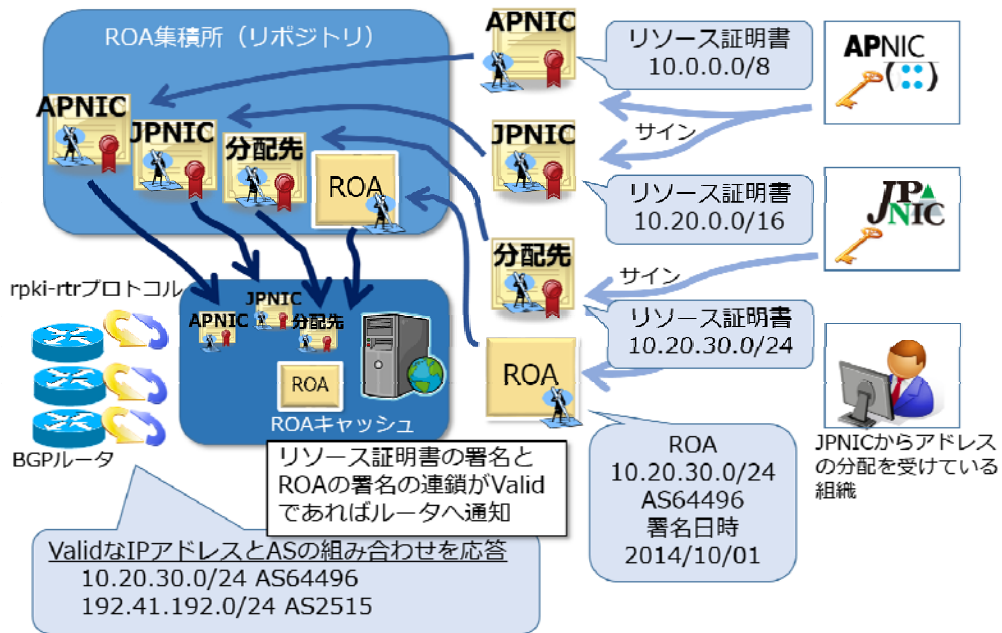 ROA集積所（リポジトリ）
APNIC
JPNIC
分配先
ROA
APNIC
リソース証明書
10.0.0.0/8
APNIC
サイン
JPNIC
リソース証明書
10.20.0.0/16
JPNIC
分配先
サイン
リソース証明書
10.20.30.0/24
ROA
rpki-rtrプロトコル
BGPルータ
JPNIC
APNIC
分配先
ROA
ROAキャッシュ
リソース証明書の署名と
ROAの署名の連鎖がValid
であればルータへ通知
ROA
10.20.30.0/24
AS64496
署名日時
2014/10/01
JPNICからアドレス
の分配を受けている
組織
ValidなIPアドレスとASの組み合わせを応答
10.20.30.0/24 AS64496
192.41.192.0/24 AS2515